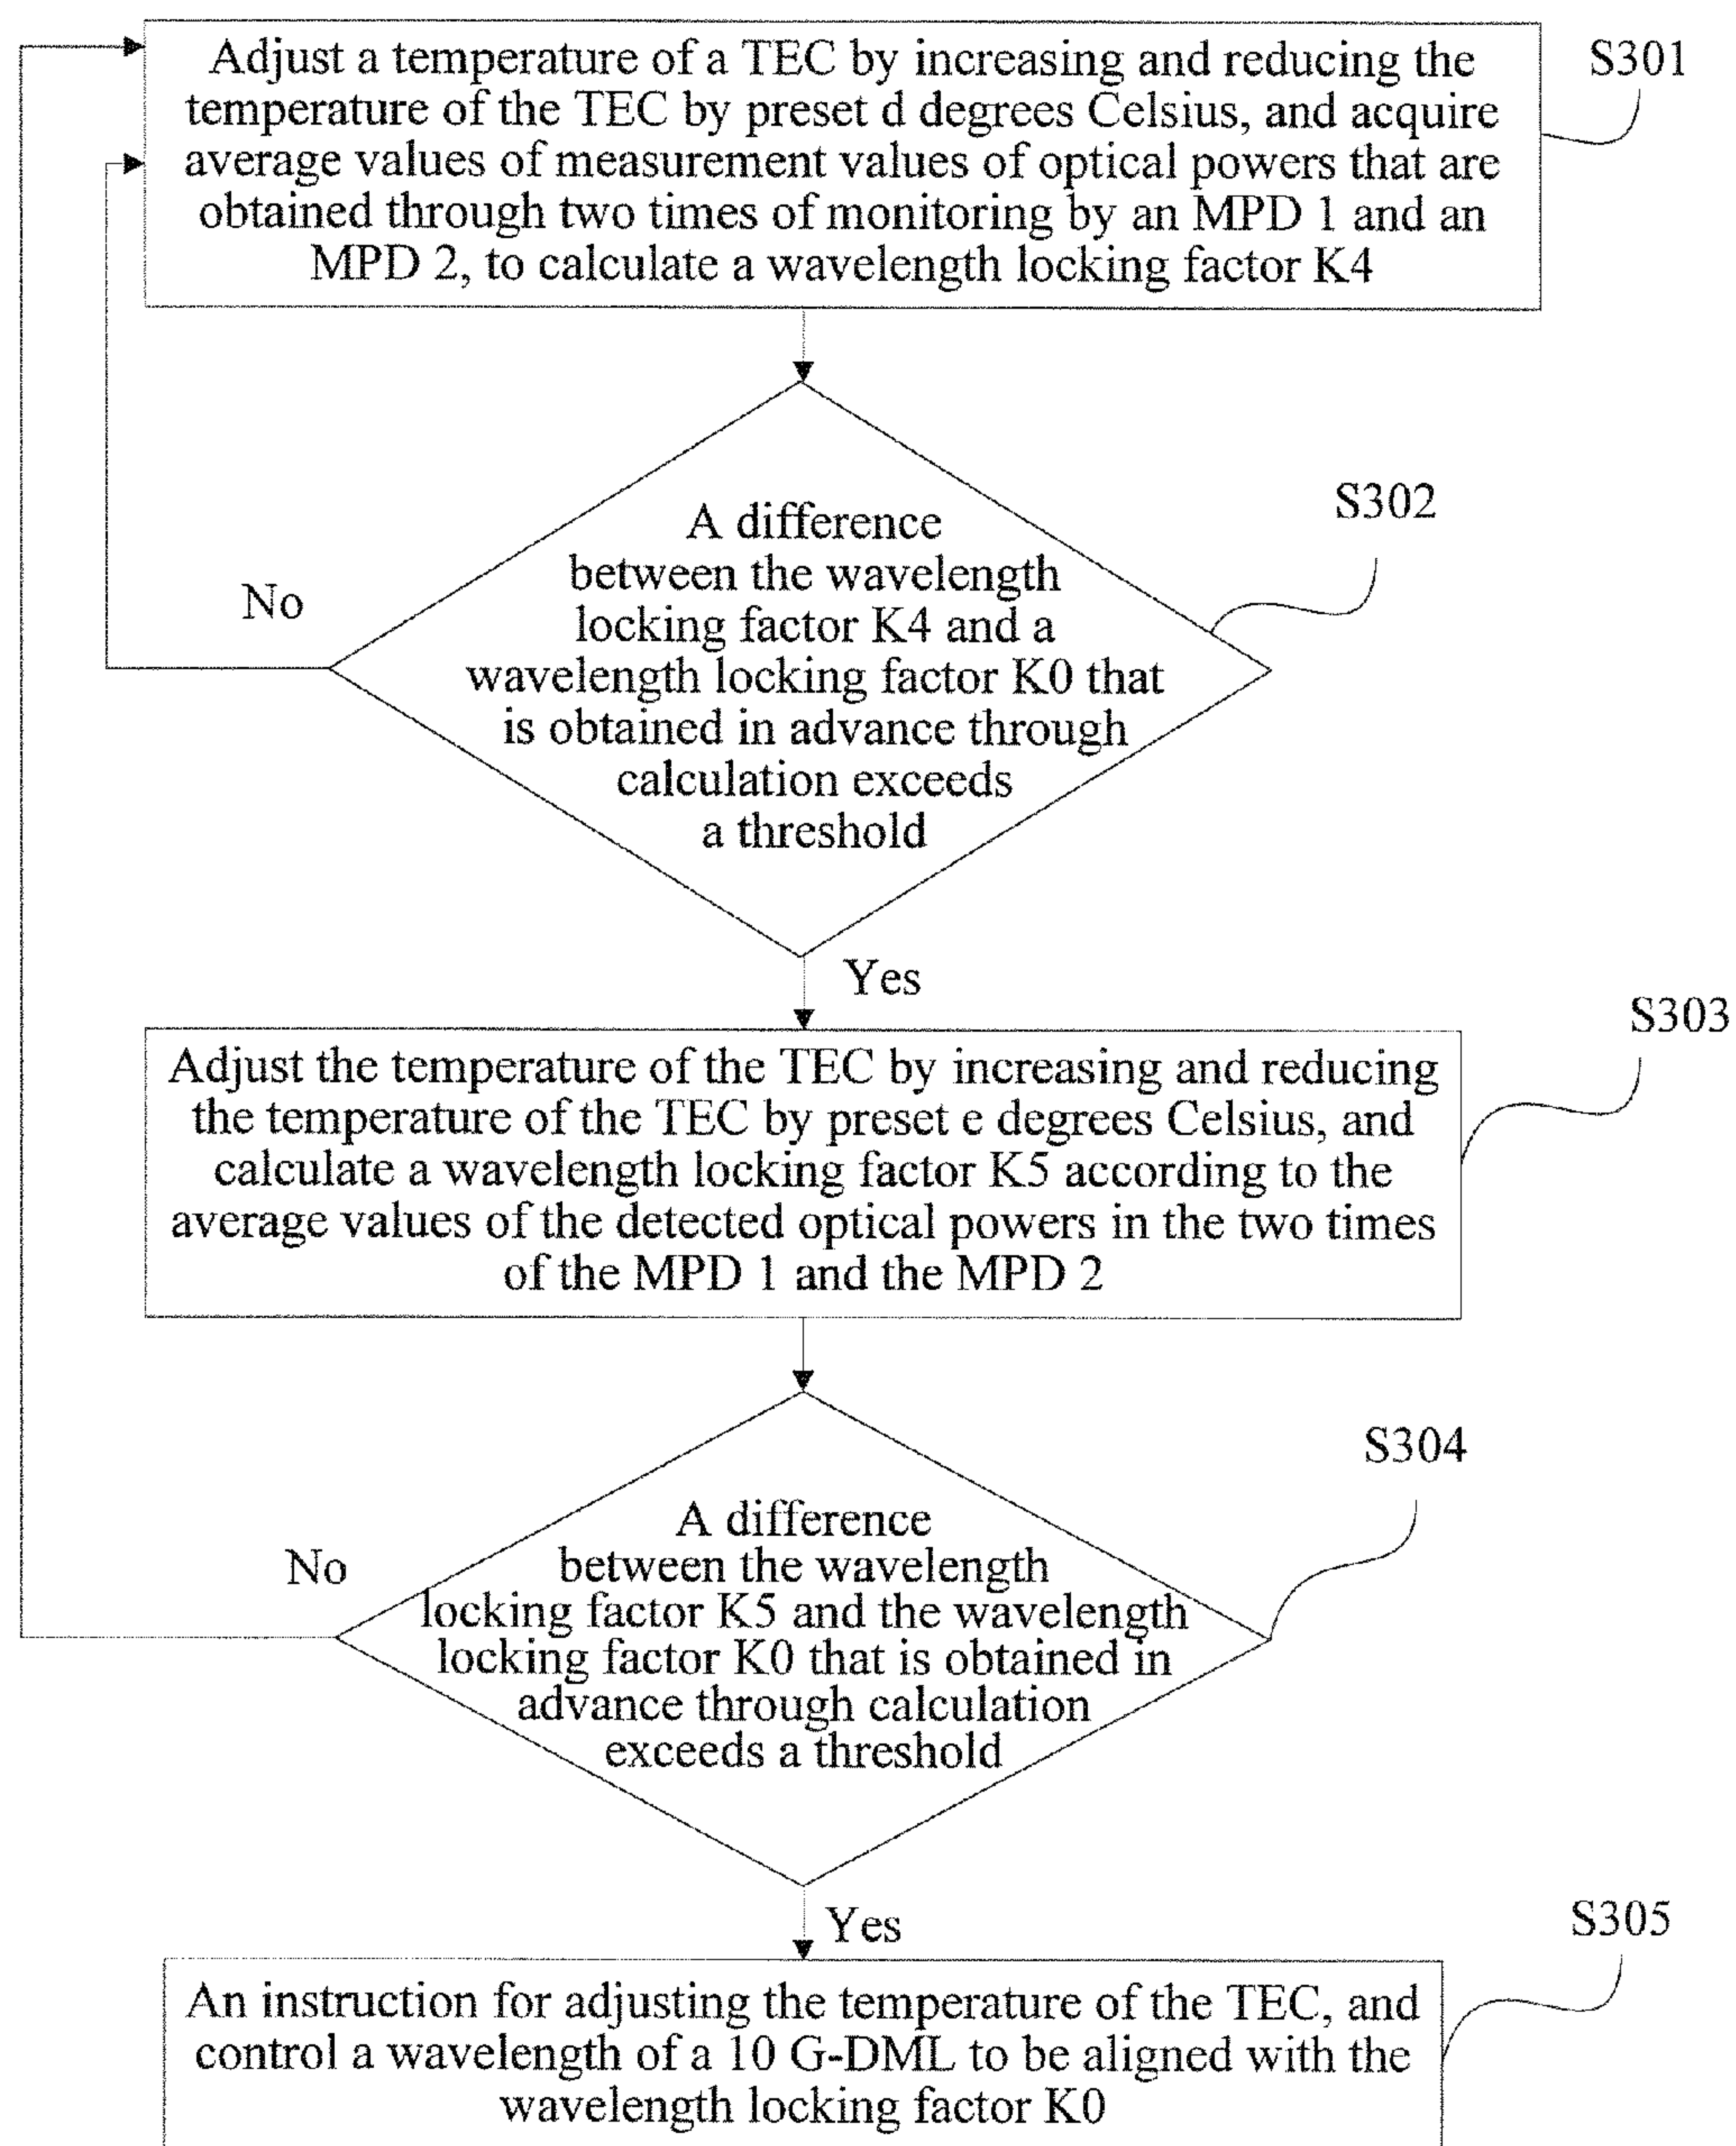 Adjust a temperature of a TEC by increasing and reducing the
temperature of the TEC by preset d degrees Celsius, and acquire
average values of measurement values of optical powers that are
obtained through two times of monitoring by an MPD 1 and an
MPD 2, to calculate a wavelength locking factor K4
S301
A difference
between the wavelength
locking factor K4 and a
wavelength locking factor K0 that
is obtained in advance through
calculation exceeds
a threshold
S302
No
Yes
Adjust the temperature of the TEC by increasing and reducing
the temperature of the TEC by preset e degrees Celsius, and
calculate a wavelength locking factor K5 according to the
average values of the detected optical powers in the two times
of the MPD 1 and the MPD 2
S303
A difference
between the wavelength
locking factor K5 and the wavelength
locking factor K0 that is obtained in
advance through calculation
exceeds a threshold
S304
No
Yes
An instruction for adjusting the temperature of the TEC, and
control a wavelength of a 10 G-DML to be aligned with the
wavelength locking factor K0
S305